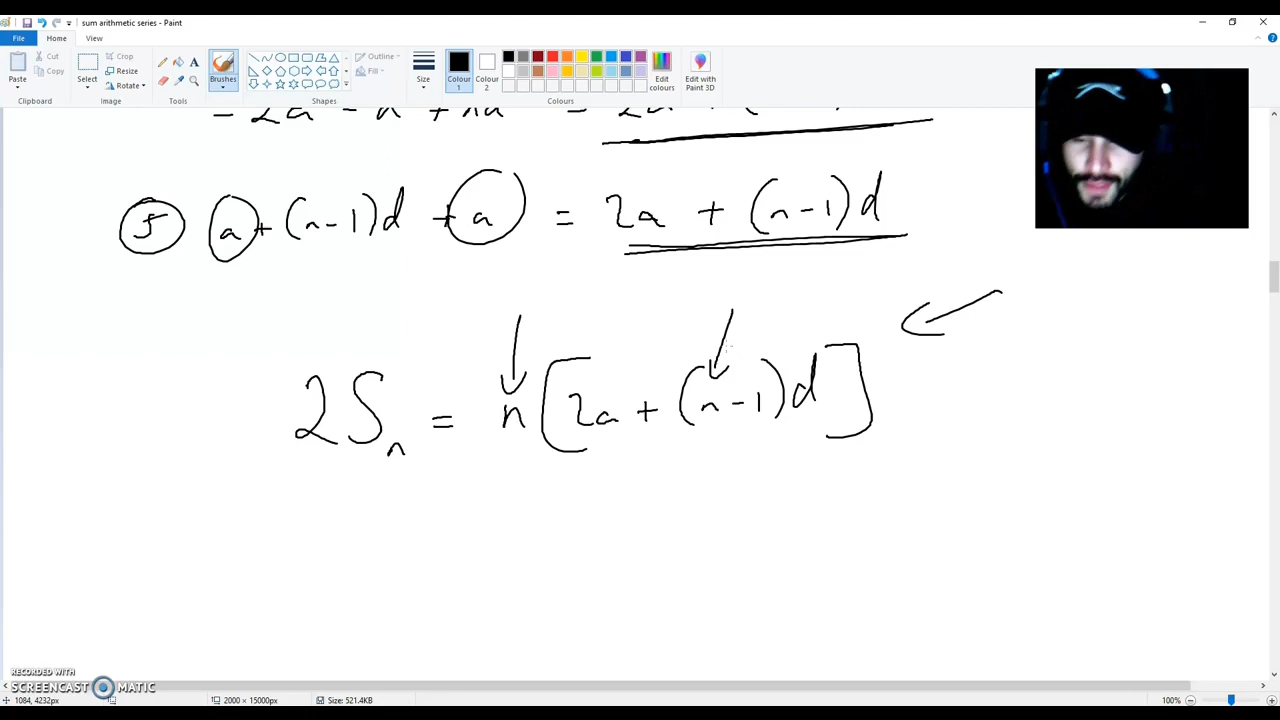 sum arithmetic series - Paint
File Home View
Paste Cut Copy Select Crop Resize Rotate Brushes Outline Fill Size Colour 1 Colour 2 Edit colours Edit with Paint 3D
Clipboard Image Tools Shapes Colours
5 a + (n-1)d + a = 2a + (n-1)d
2Sn = n[2a + (n-1)d]
RECORDED WITH
SCREENCAST MATIC
1084, 4232px 2000 × 15000px Size: 521.4KB 100%